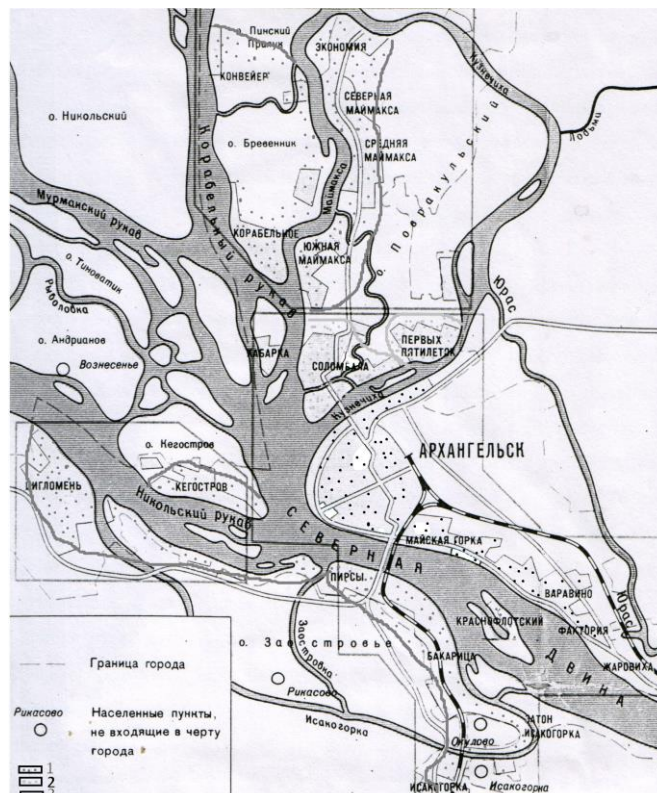 о. Пинский
Прилук
ЭКОНОМИЯ
КОНВЕЙЕР
Кузнечиха
о. Никольский
СЕВЕРНАЯ
МАЙМАКСА
Лодьма
Корабельный рукав
о. Бревенник
СРЕДНЯЯ
МАЙМАКСА
о. Повракульский
Маймакса
Мурманский рукав
КОРАБЕЛЬНОЕ
ЮЖНАЯ
МАЙМАКСА
о. Тиноватик
Рыбаловка
Юрас
о. Андрианов
Вознесенье
ХАБАРКА
СОЛОМБАЛА
ПЕРВЫХ
ПЯТИЛЕТОК
Кузнечиха
о. Кегостров
АРХАНГЕЛЬСК
ЦИГЛОМЕНЬ
КЕГОСТРОВ
Никольский рукав
СЕВЕРНАЯ
МАЙСКАЯ ГОРКА
ПИРСЫ
ВАРАВИНО
КРАСНОФЛОТСКИЙ
ФАКТОРИЯ
Юрас
о. Заостровье
БАКАРИЦА
ЖАРОВИХА
ДВИНА
Заостровка
Граница города
Рикасово
Исакогорка
ЗАТОН
ИСАКОГОРКА
Окулово
Рикасово
Населенные пункты,
не входящие в черту
города
ИСАКОГОРКА
Исакогорка
1
2